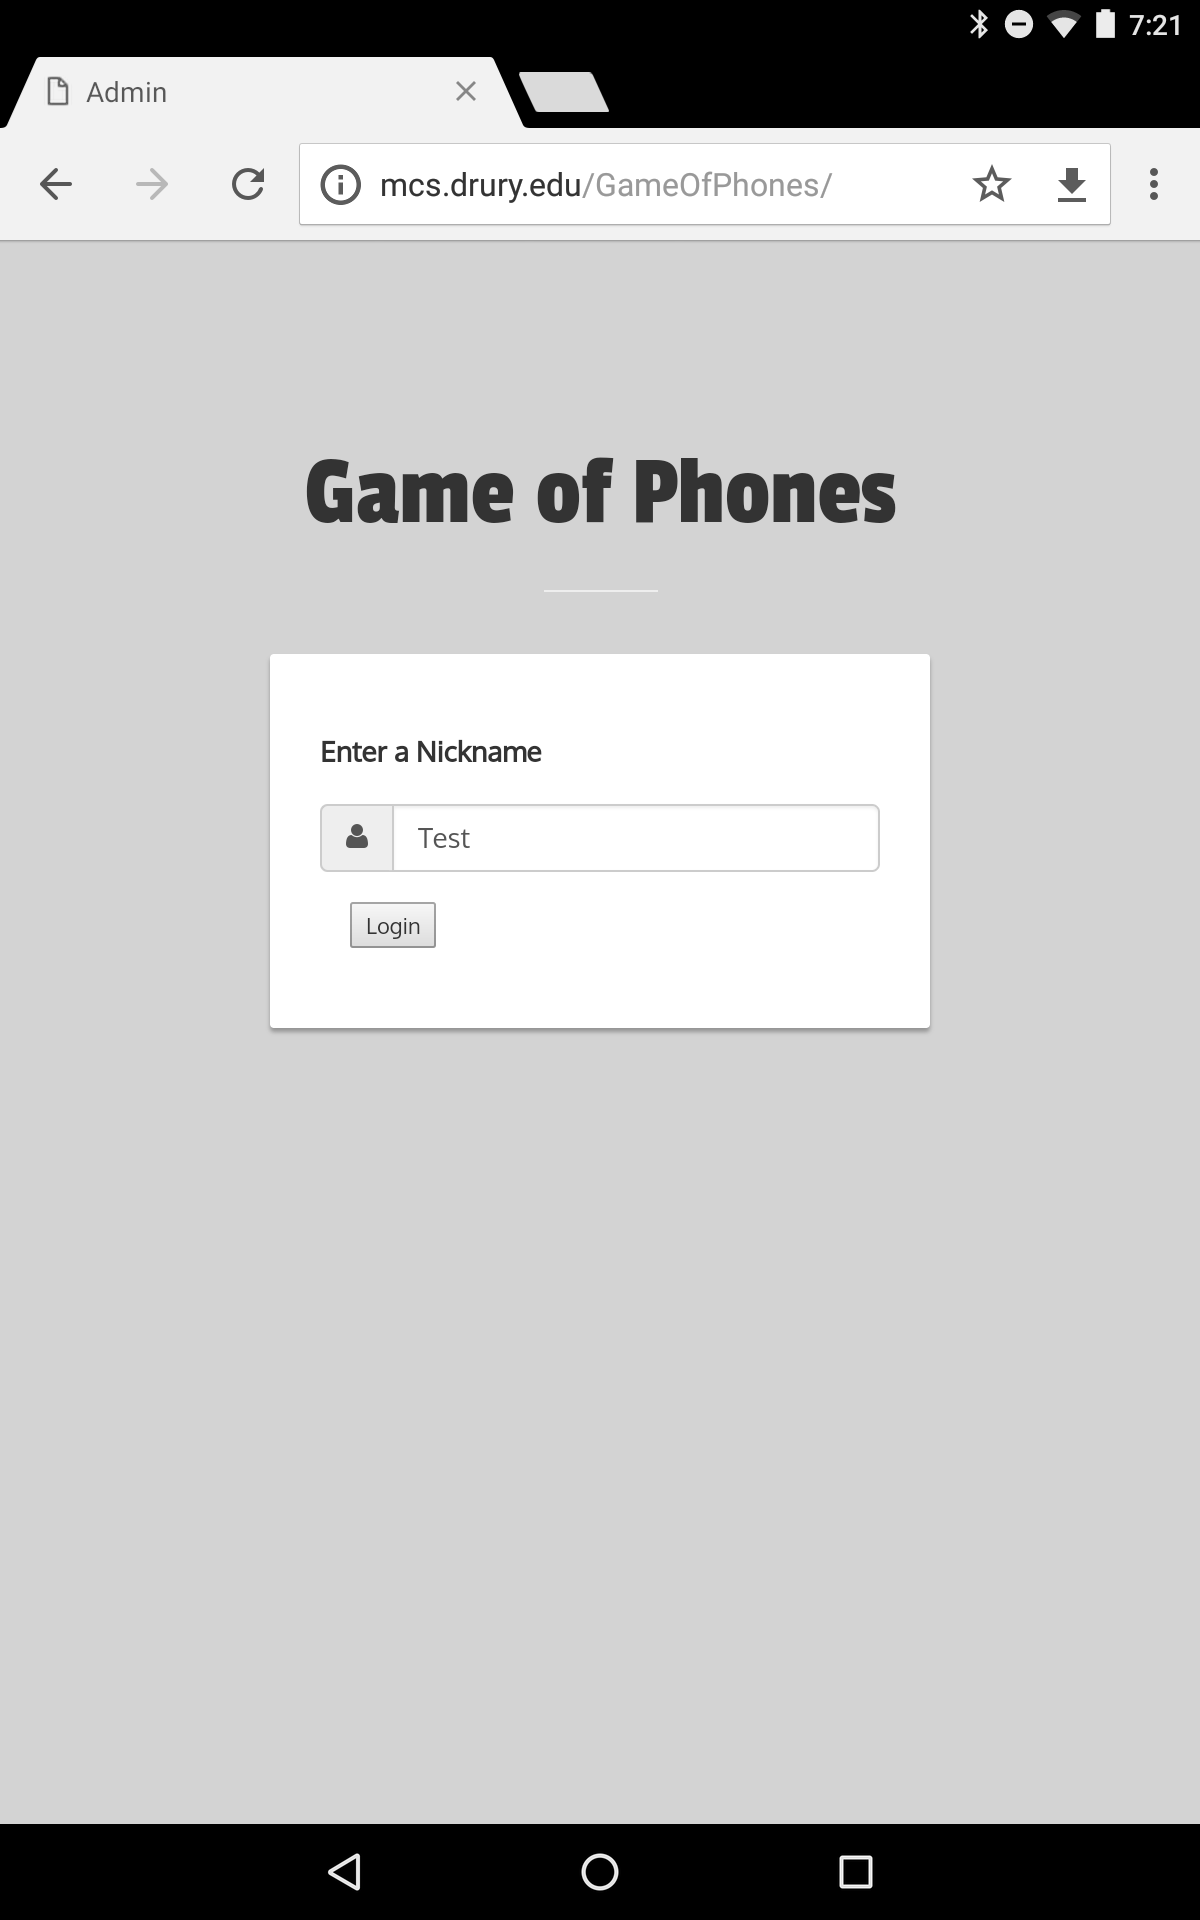 7:21
Admin
mcs.drury.edu/GameOfPhones/
Game of Phones
Enter a Nickname
Test
Login